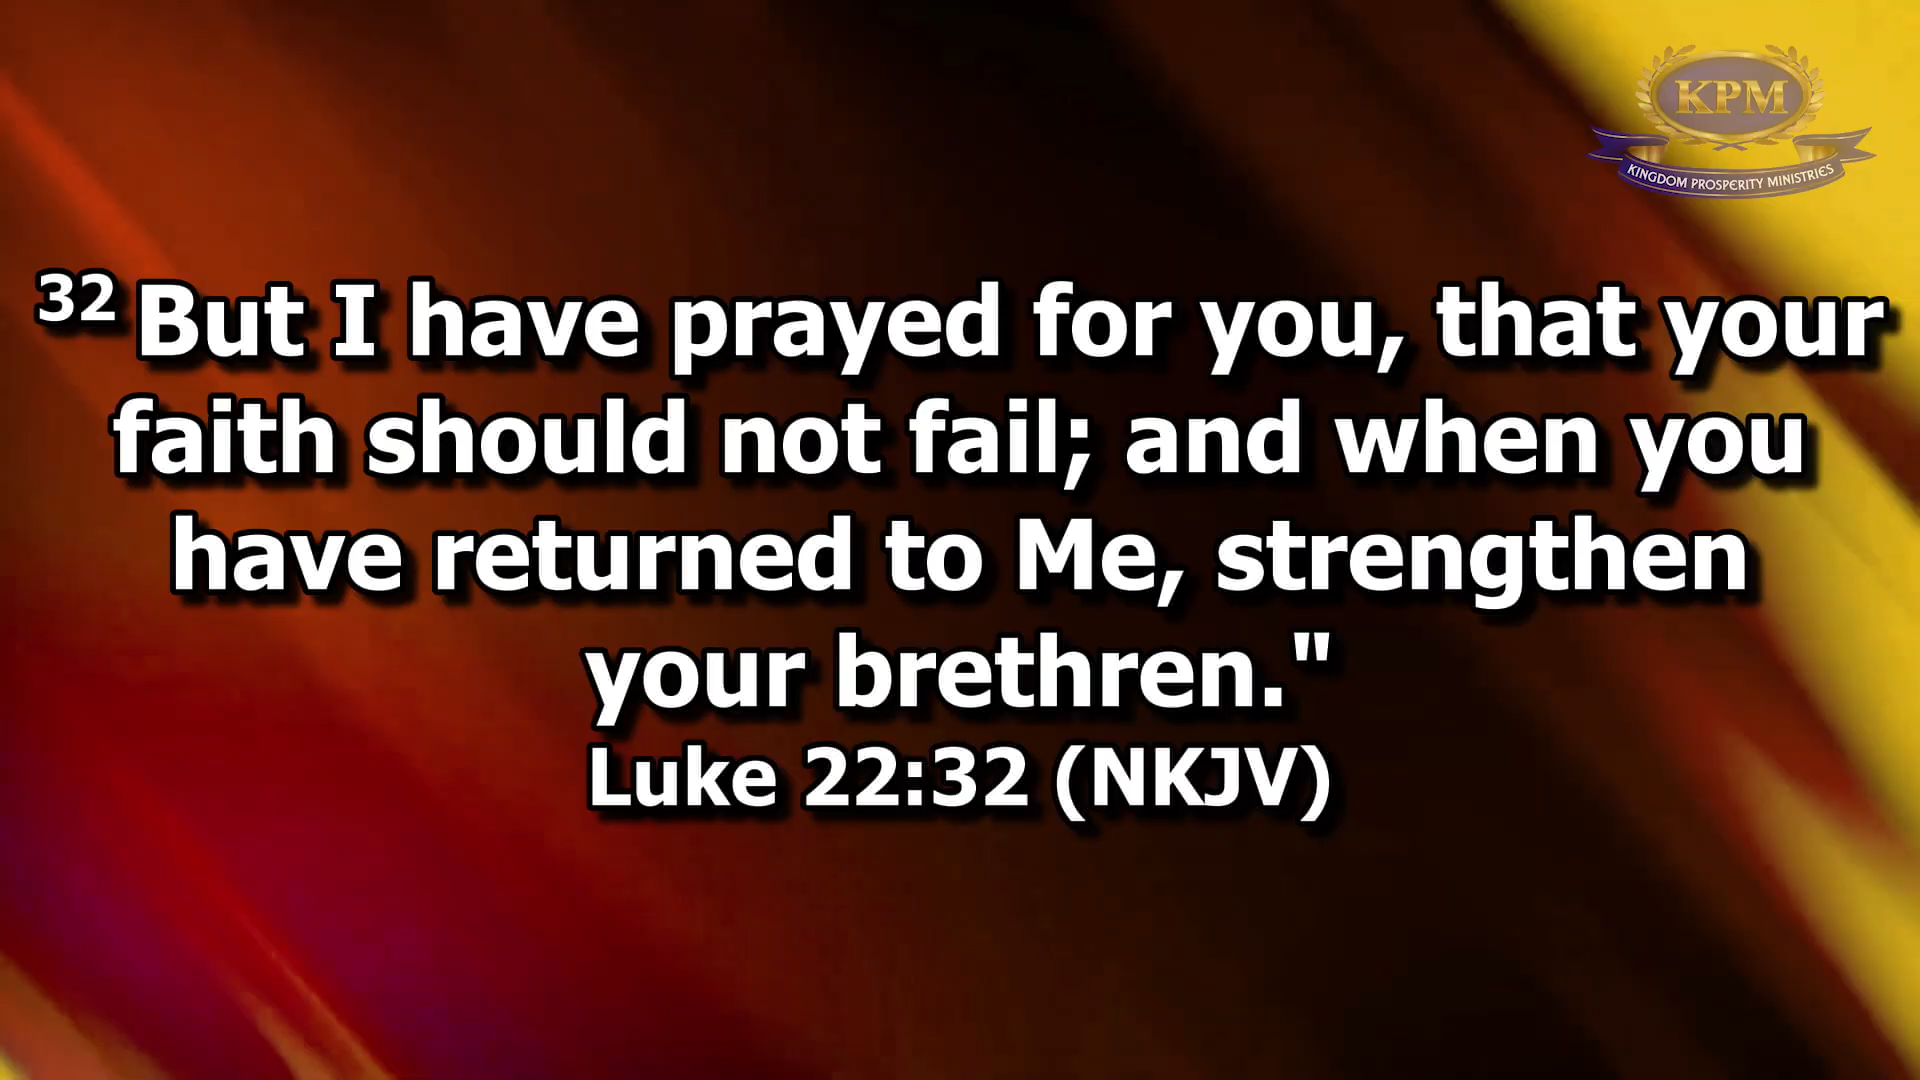 KPM
KINGDOM PROSPERITY MINISTRIES
32 But I have prayed for you, that your
faith should not fail; and when you
have returned to Me, strengthen
your brethren."
Luke 22:32 (NKJV)